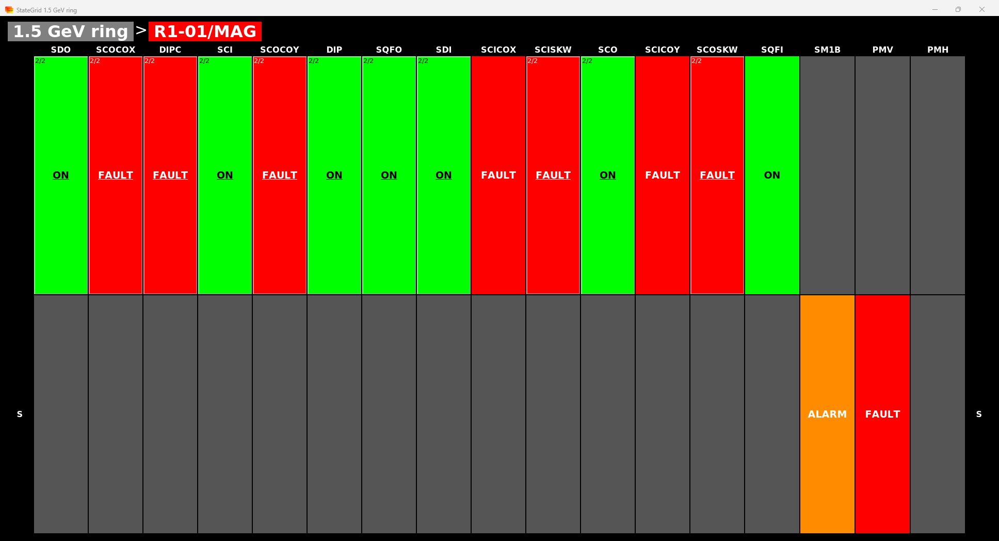 StateGrid 1.5 GeV ring
1.5 GeV ring > R1-01/MAG
SDO SCOCOX DIPC SCI SCOCOY DIP SQFO SDI SCICOX SCISKW SCO SCICOY SCOSKW SQFI SM1B PMV PMH
2/2 2/2 2/2 2/2 2/2 2/2 2/2 2/2 2/2 2/2 2/2
ON FAULT FAULT ON FAULT ON ON ON FAULT FAULT ON FAULT FAULT ON
S ALARM FAULT S